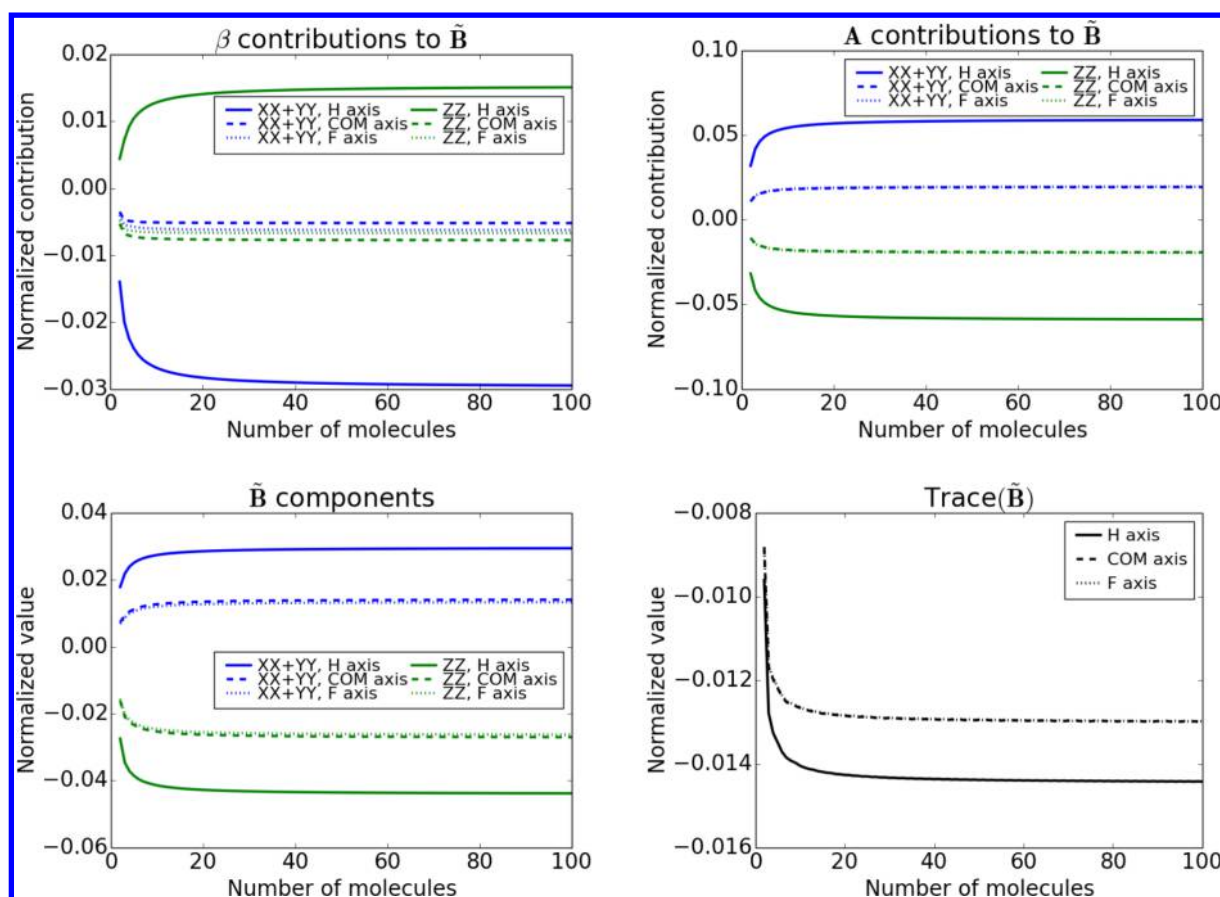 β contributions to B̃
0.02
0.01
0.00
−0.01
−0.02
−0.03
Normalized contribution
XX+YY, H axis
XX+YY, COM axis
XX+YY, F axis
ZZ, H axis
ZZ, COM axis
ZZ, F axis
0 20 40 60 80 100
Number of molecules
A contributions to B̃
0.10
0.05
0.00
−0.05
−0.10
Normalized contribution
XX+YY, H axis
XX+YY, COM axis
XX+YY, F axis
ZZ, H axis
ZZ, COM axis
ZZ, F axis
0 20 40 60 80 100
Number of molecules
B̃ components
0.04
0.02
0.00
−0.02
−0.04
−0.06
Normalized value
XX+YY, H axis
XX+YY, COM axis
XX+YY, F axis
ZZ, H axis
ZZ, COM axis
ZZ, F axis
0 20 40 60 80 100
Number of molecules
Trace(B̃)
−0.008
−0.010
−0.012
−0.014
−0.016
Normalized value
H axis
COM axis
F axis
0 20 40 60 80 100
Number of molecules